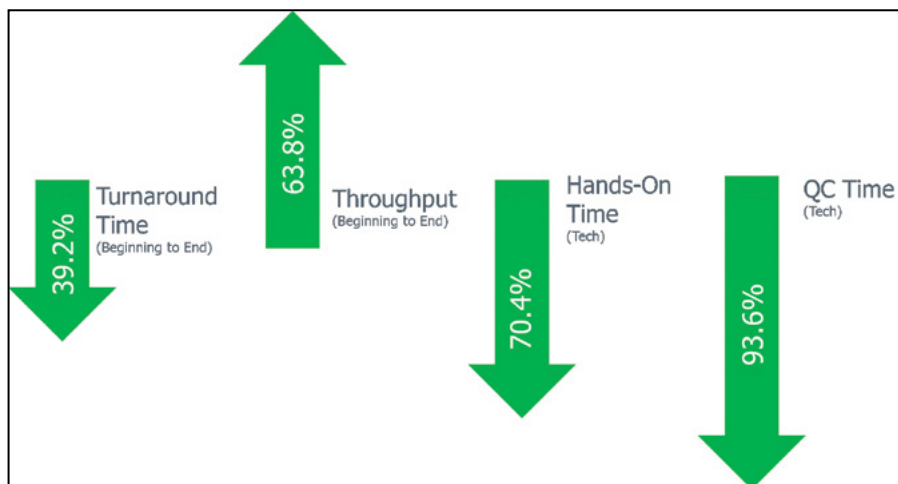 39.2%
Turnaround
Time
(Beginning to End)
63.8%
Throughput
(Beginning to End)
70.4%
Hands-On
Time
(Tech)
93.6%
QC Time
(Tech)